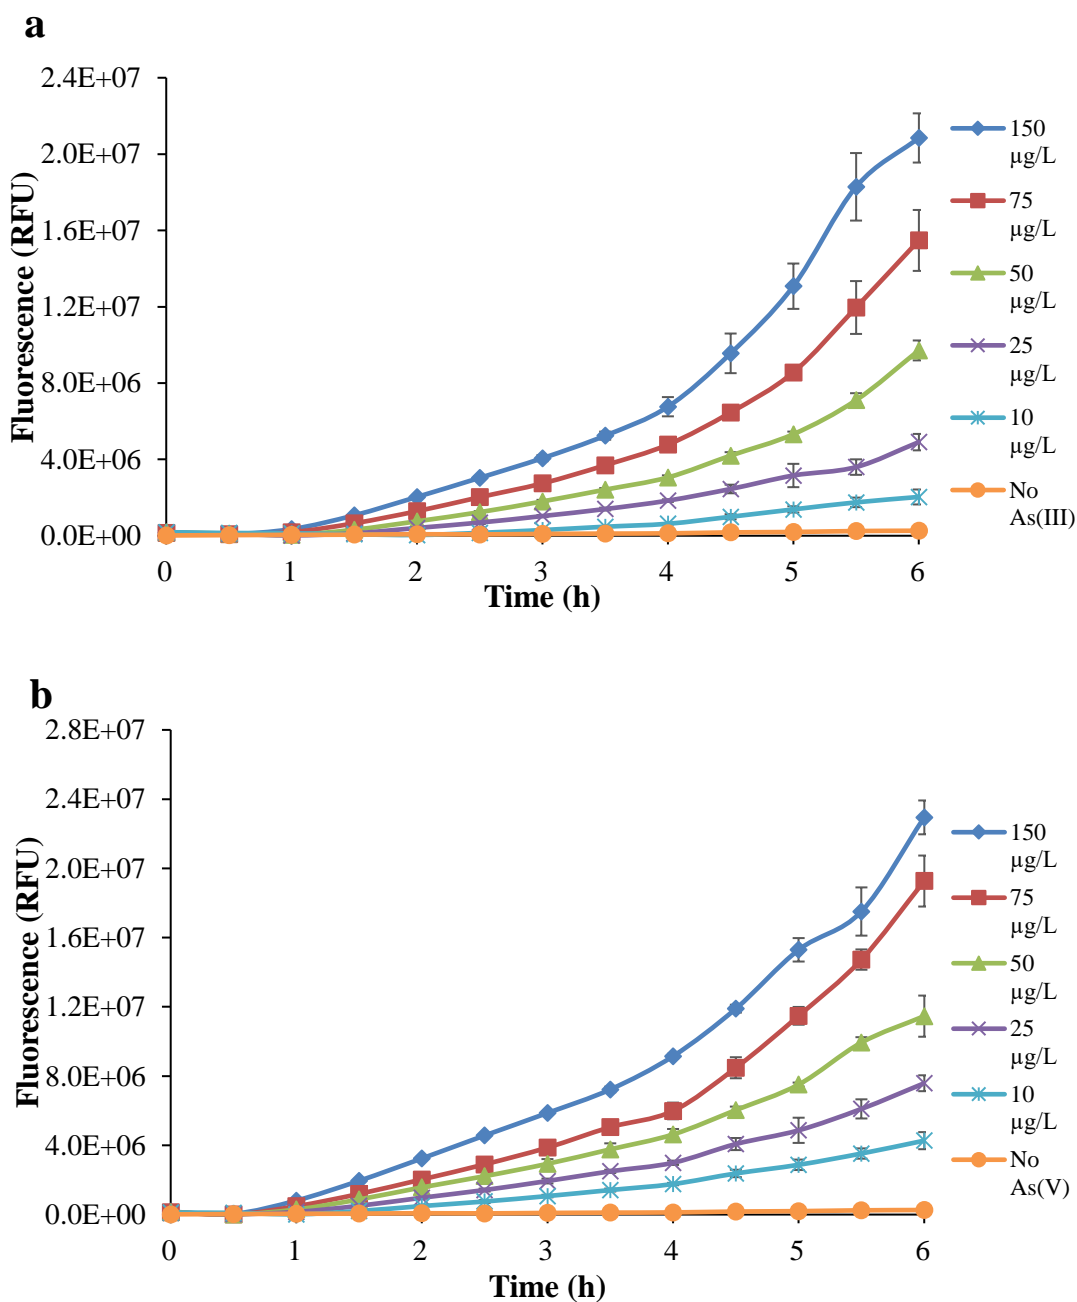 a
2.4E+07
2.0E+07
1.6E+07
1.2E+07
8.0E+06
4.0E+06
0.0E+00
Fluorescence (RFU)
0 1 2 3 4 5 6
Time (h)
150
µg/L
75
µg/L
50
µg/L
25
µg/L
10
µg/L
No
As(III)
b
2.8E+07
2.4E+07
2.0E+07
1.6E+07
1.2E+07
8.0E+06
4.0E+06
0.0E+00
Fluorescence (RFU)
0 1 2 3 4 5 6
Time (h)
150
µg/L
75
µg/L
50
µg/L
25
µg/L
10
µg/L
No
As(V)